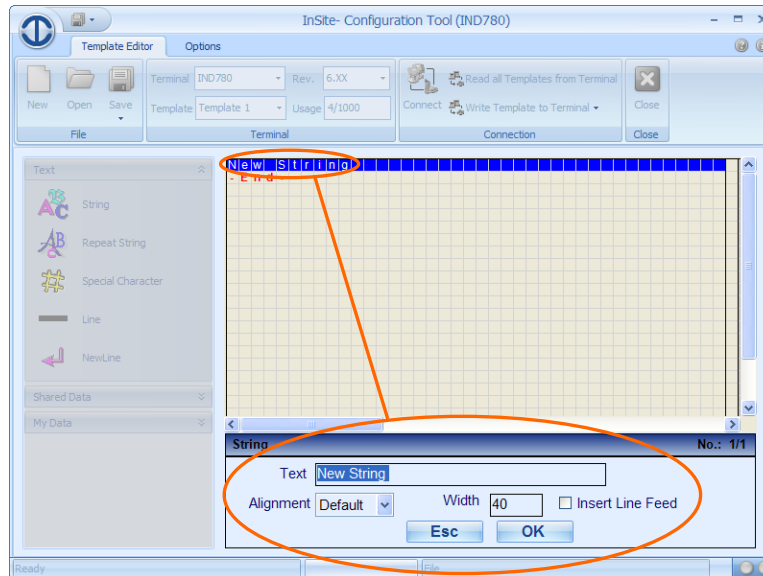 InSite- Configuration Tool (IND780)
Template Editor Options
New Open Save
File
Terminal IND780 Rev. 6.XX
Template Template 1 Usage 4/1000
Terminal
Connect Read all Templates from Terminal
Write Template to Terminal
Connection
Close
Close
Text
String
Repeat String
Special Character
Line
NewLine
Shared Data
My Data
New String
-End-
String No.: 1/1
Text New String
Alignment Default Width 40 Insert Line Feed
Esc OK
Ready File